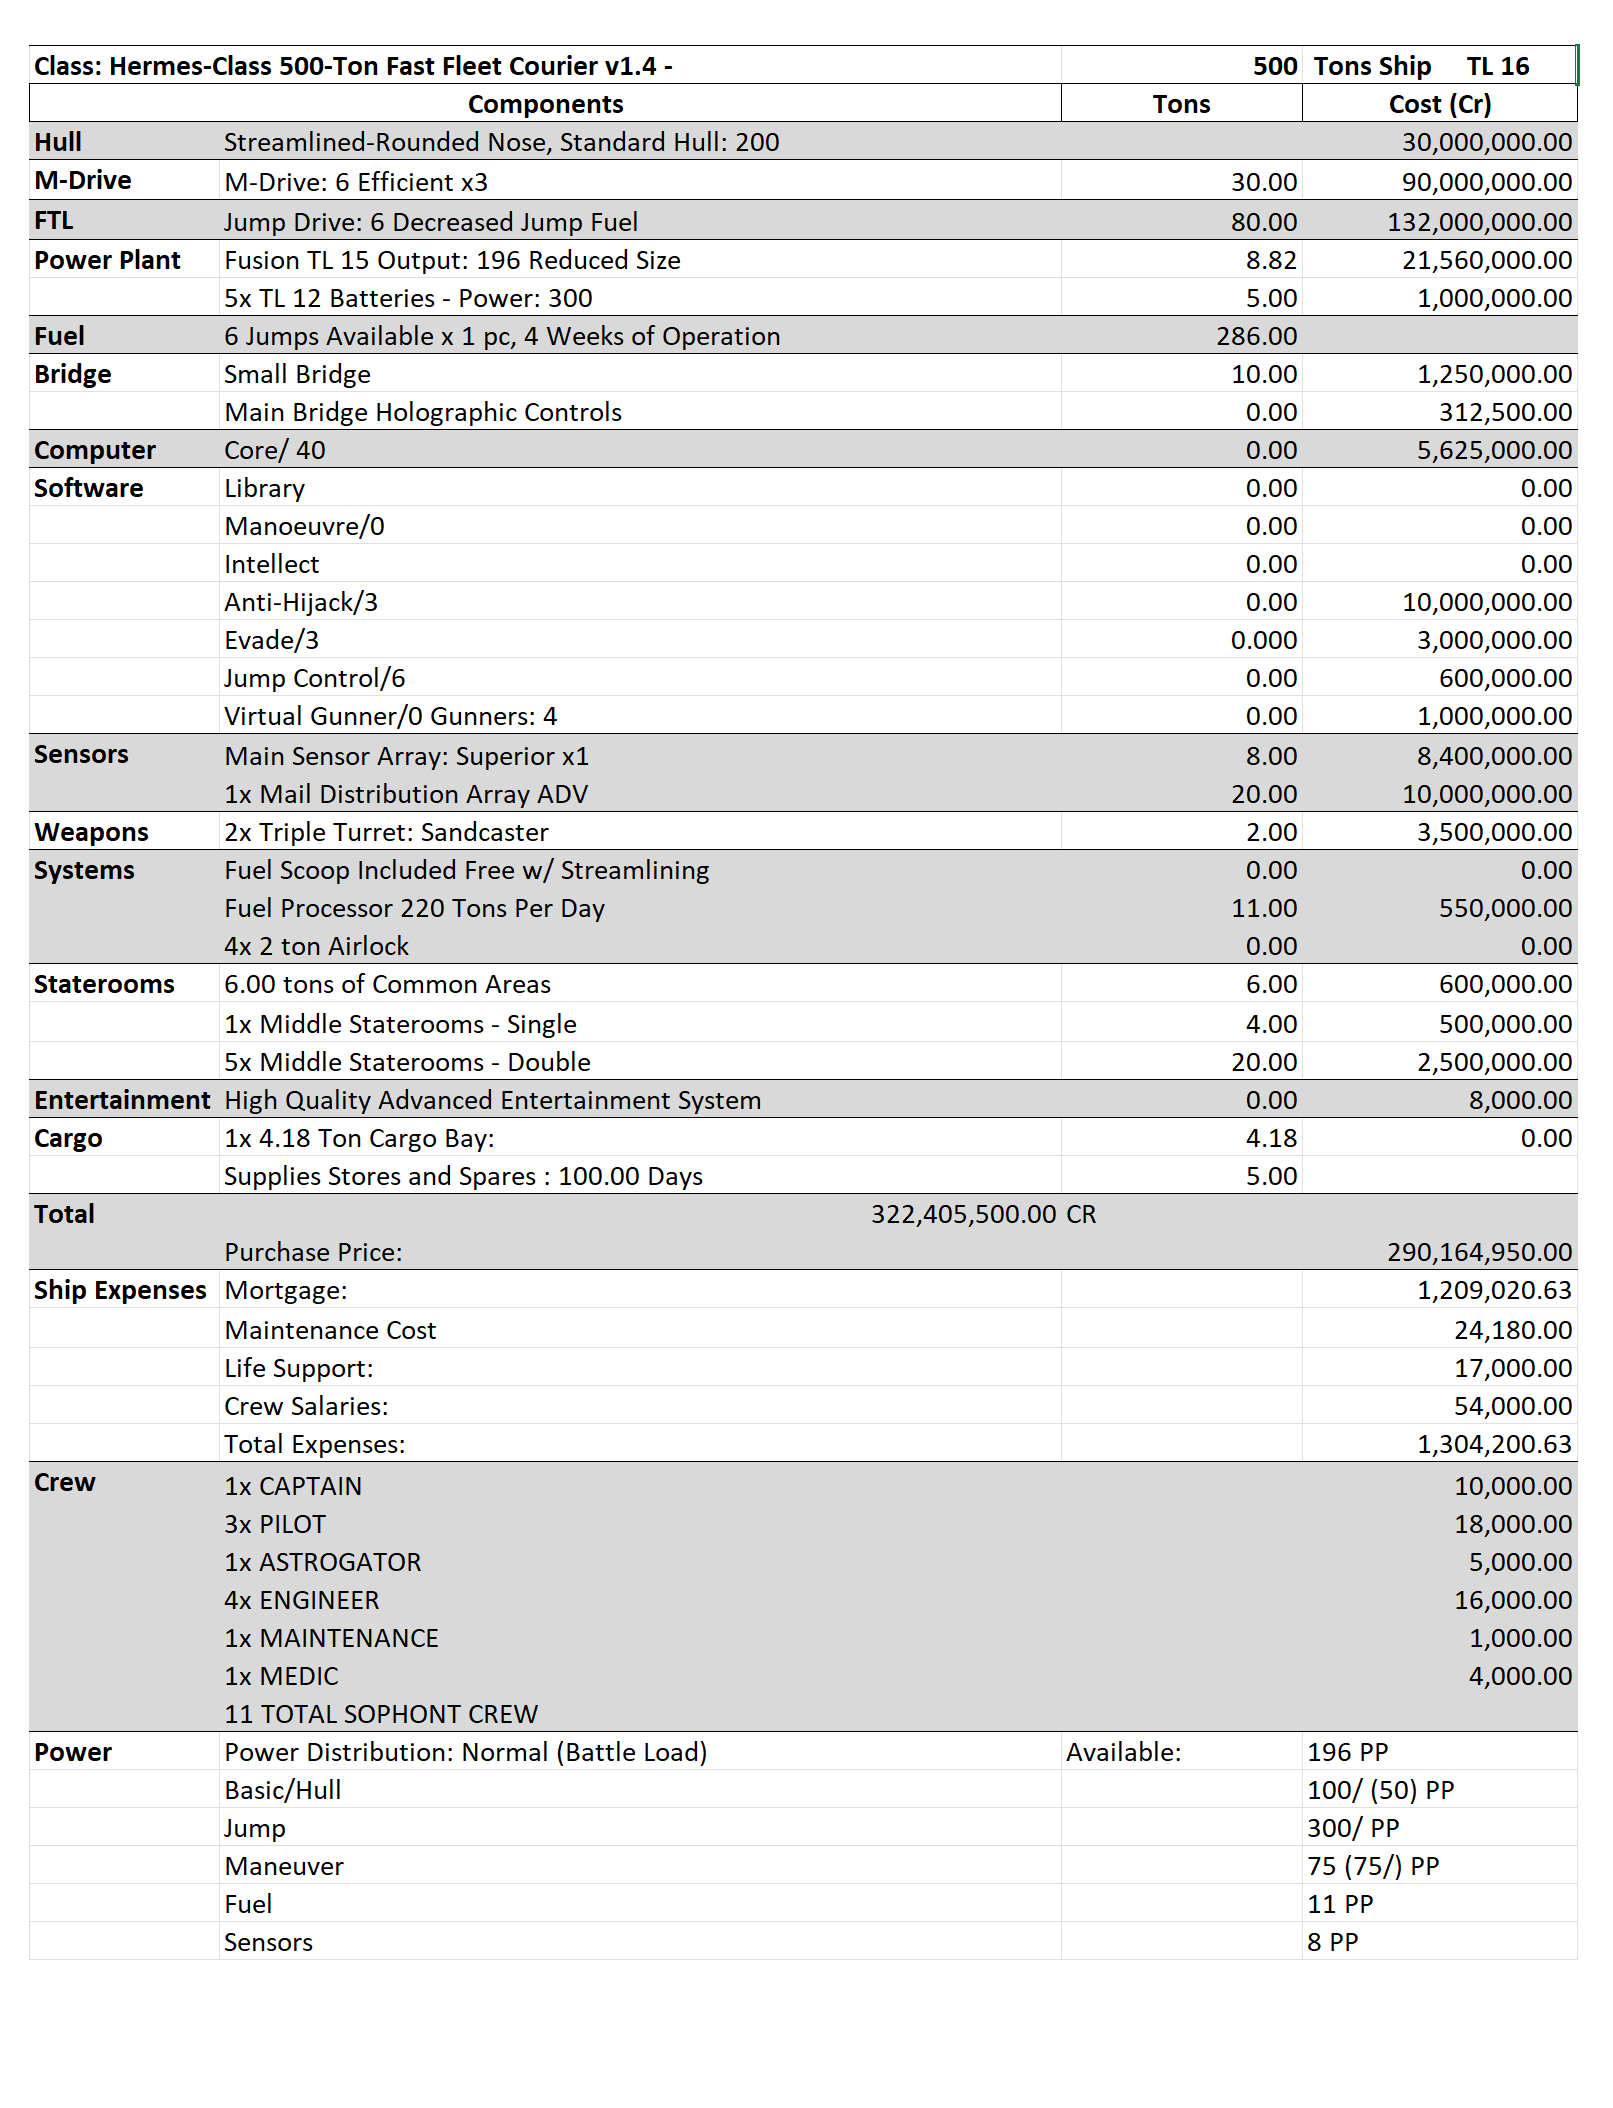 Class: Hermes-Class 500-Ton Fast Fleet Courier v1.4 - 500 Tons Ship TL 16
Components Tons Cost (Cr)
Hull Streamlined-Rounded Nose, Standard Hull: 200 30,000,000.00
M-Drive M-Drive: 6 Efficient x3 30.00 90,000,000.00
FTL Jump Drive: 6 Decreased Jump Fuel 80.00 132,000,000.00
Power Plant Fusion TL 15 Output: 196 Reduced Size 8.82 21,560,000.00
5x TL 12 Batteries - Power: 300 5.00 1,000,000.00
Fuel 6 Jumps Available x 1 pc, 4 Weeks of Operation 286.00
Bridge Small Bridge 10.00 1,250,000.00
Main Bridge Holographic Controls 0.00 312,500.00
Computer Core/ 40 0.00 5,625,000.00
Software Library 0.00 0.00
Manoeuvre/0 0.00 0.00
Intellect 0.00 0.00
Anti-Hijack/3 0.00 10,000,000.00
Evade/3 0.000 3,000,000.00
Jump Control/6 0.00 600,000.00
Virtual Gunner/0 Gunners: 4 0.00 1,000,000.00
Sensors Main Sensor Array: Superior x1 8.00 8,400,000.00
1x Mail Distribution Array ADV 20.00 10,000,000.00
Weapons 2x Triple Turret: Sandcaster 2.00 3,500,000.00
Systems Fuel Scoop Included Free w/ Streamlining 0.00 0.00
Fuel Processor 220 Tons Per Day 11.00 550,000.00
4x 2 ton Airlock 0.00 0.00
Staterooms 6.00 tons of Common Areas 6.00 600,000.00
1x Middle Staterooms - Single 4.00 500,000.00
5x Middle Staterooms - Double 20.00 2,500,000.00
Entertainment High Quality Advanced Entertainment System 0.00 8,000.00
Cargo 1x 4.18 Ton Cargo Bay: 4.18 0.00
Supplies Stores and Spares : 100.00 Days 5.00
Total 322,405,500.00 CR
Purchase Price: 290,164,950.00
Ship Expenses Mortgage: 1,209,020.63
Maintenance Cost 24,180.00
Life Support: 17,000.00
Crew Salaries: 54,000.00
Total Expenses: 1,304,200.63
Crew 1x CAPTAIN 10,000.00
3x PILOT 18,000.00
1x ASTROGATOR 5,000.00
4x ENGINEER 16,000.00
1x MAINTENANCE 1,000.00
1x MEDIC 4,000.00
11 TOTAL SOPHONT CREW
Power Power Distribution: Normal (Battle Load) Available: 196 PP
Basic/Hull 100/ (50) PP
Jump 300/ PP
Maneuver 75 (75/) PP
Fuel 11 PP
Sensors 8 PP